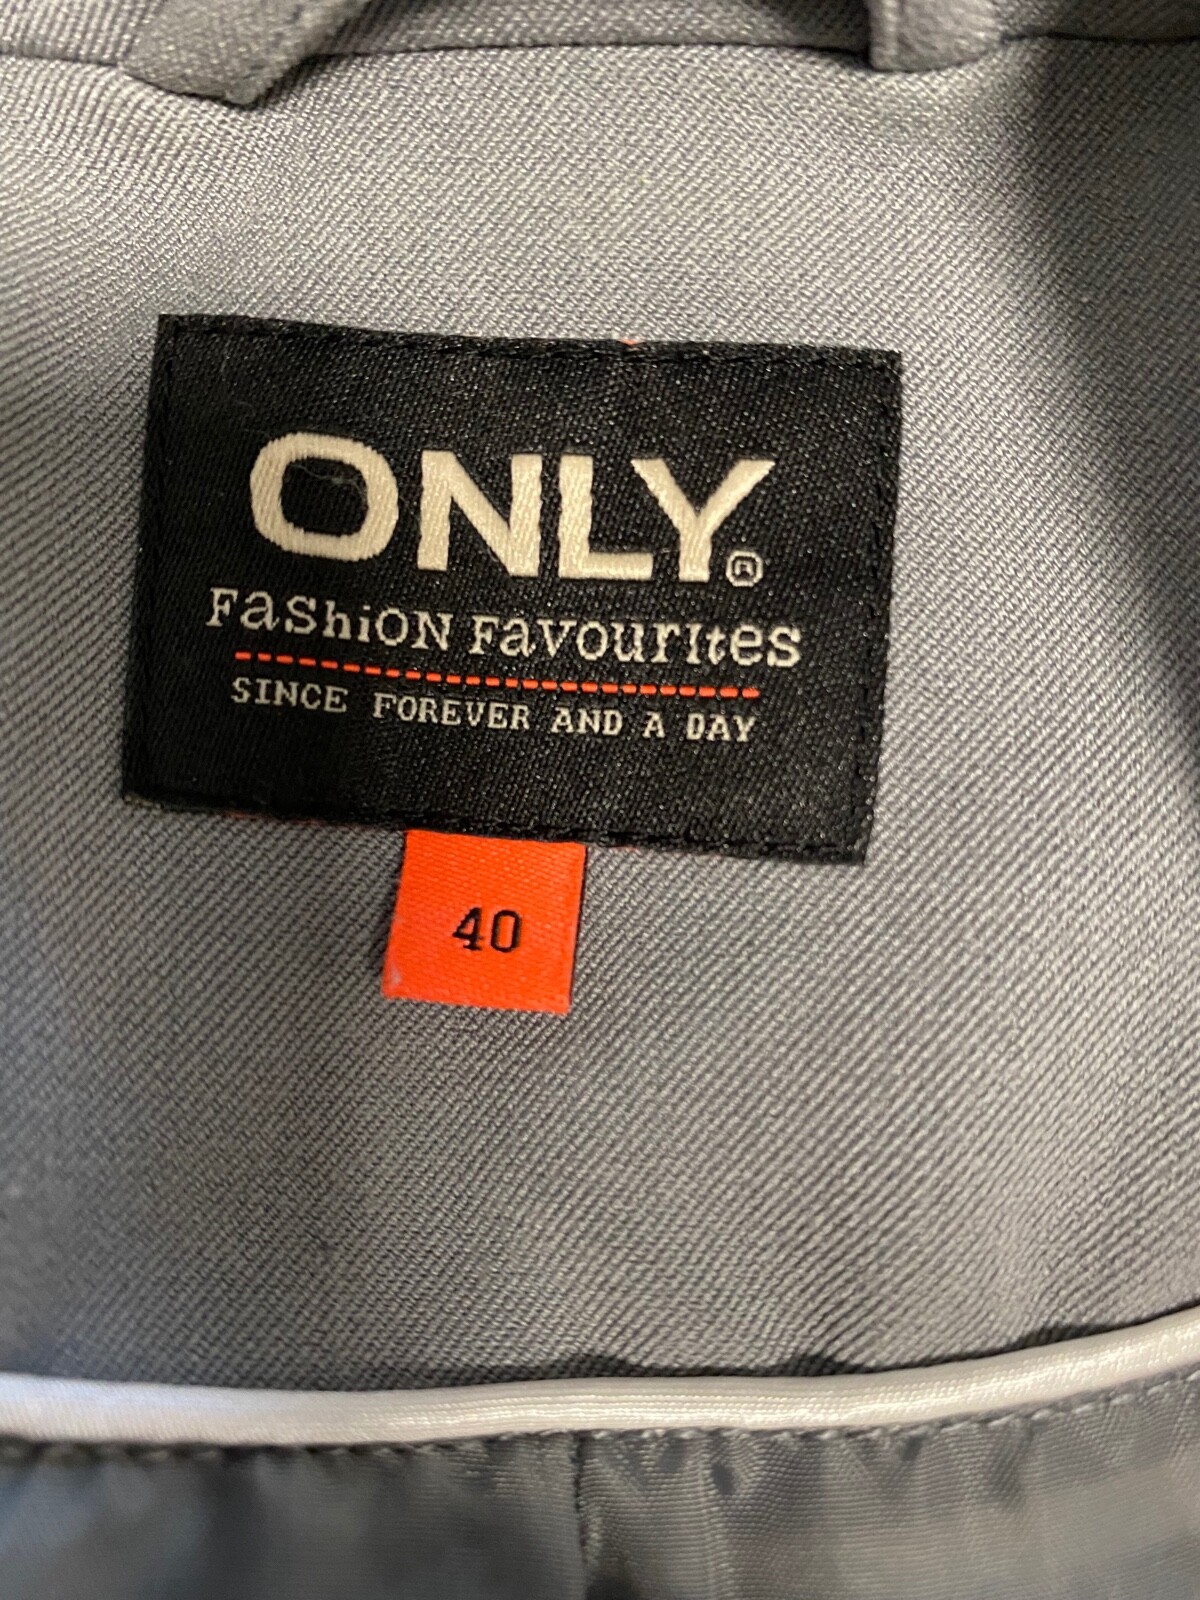 ONLY®
FaShiON FavourItes
SINCE FOREVER AND A DAY
40